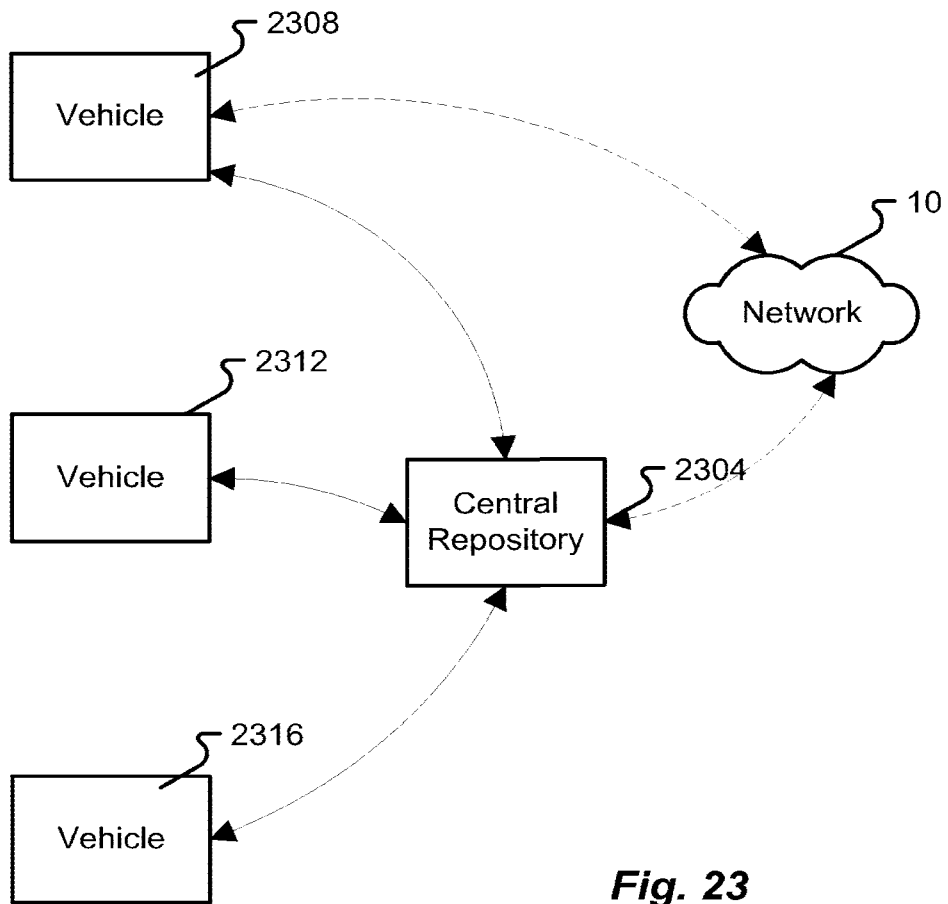 2308
Vehicle
10
Network
2312
Vehicle
2304
Central
Repository
2316
Vehicle
Fig. 23